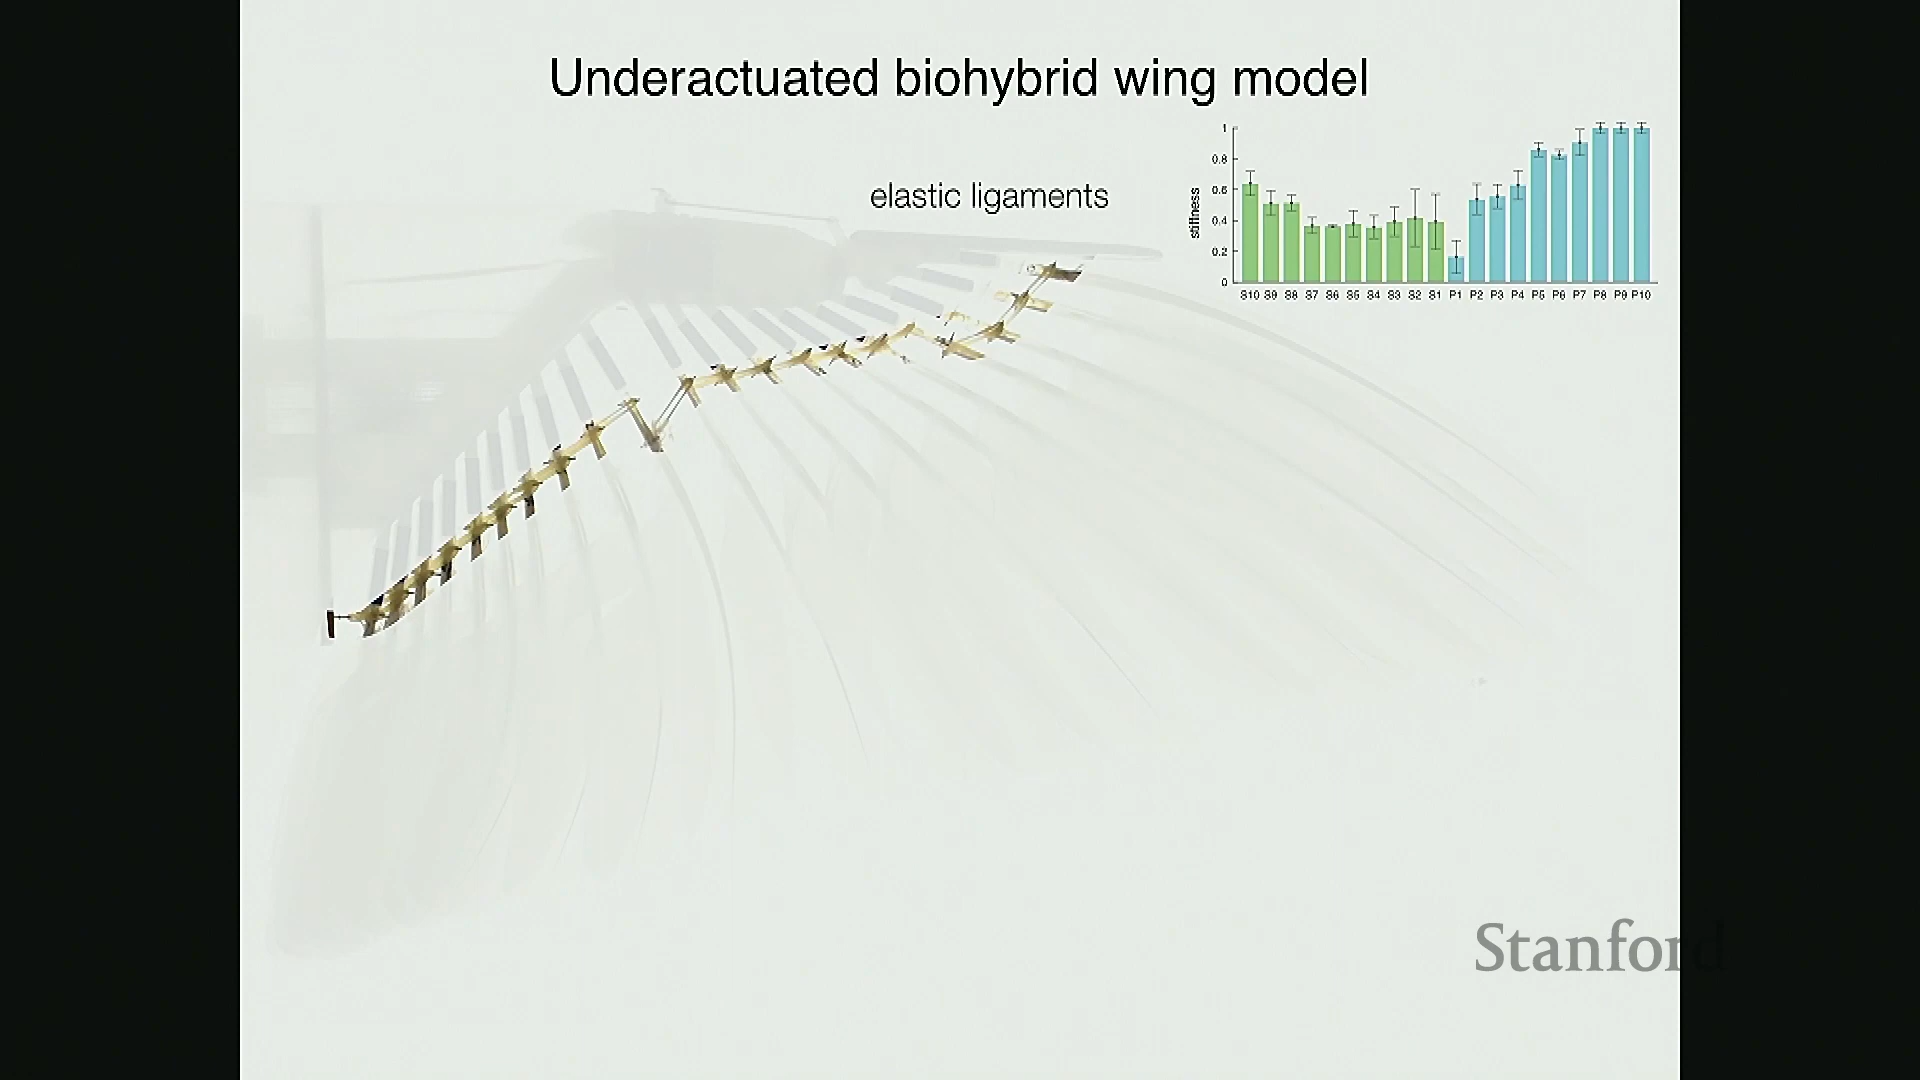 Underactuated biohybrid wing model
elastic ligaments
stiffness
1
0.8
0.6
0.4
0.2
0
S10 S9 S8 S7 S6 S5 S4 S3 S2 S1 P1 P2 P3 P4 P5 P6 P7 P8 P9 P10
Stanford